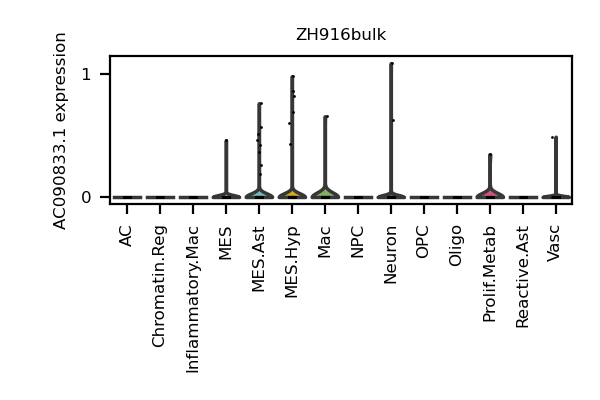 ZH916bulk
AC090833.1 expression
1
0
AC
Chromatin.Reg
Inflammatory.Mac
MES
MES.Ast
MES.Hyp
Mac
NPC
Neuron
OPC
Oligo
Prolif.Metab
Reactive.Ast
Vasc